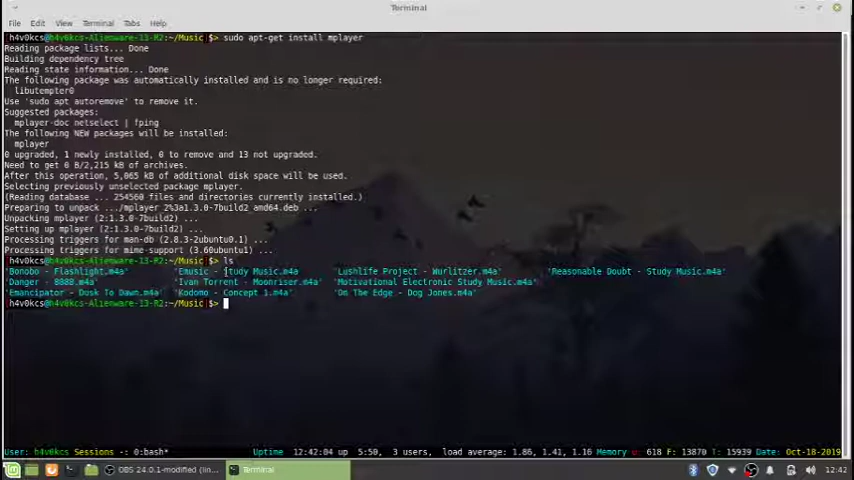 Terminal
File Edit View Terminal Tabs Help
h4v0kcs@h4v0kcs-Alienware-13-R2:~/Music $> sudo apt-get install mplayer
Reading package lists... Done
Building dependency tree
Reading state information... Done
The following package was automatically installed and is no longer required:
libutempter0
Use 'sudo apt autoremove' to remove it.
Suggested packages:
mplayer-doc netselect | fping
The following NEW packages will be installed:
mplayer
0 upgraded, 1 newly installed, 0 to remove and 13 not upgraded.
Need to get 0 B/2,215 kB of archives.
After this operation, 5,065 kB of additional disk space will be used.
Selecting previously unselected package mplayer.
(Reading database ... 254560 files and directories currently installed.)
Preparing to unpack .../mplayer 2%3a1.3.0-7build2 amd64.deb ...
Unpacking mplayer (2:1.3.0-7build2) ...
Setting up mplayer (2:1.3.0-7build2) ...
Processing triggers for man-db (2.8.3-2ubuntu0.1) ...
Processing triggers for mime-support (3.60ubuntu1) ...
h4v0kcs@h4v0kcs-Alienware-13-R2:~/Music $> ls
'Bonobo - Flashlight.m4a' 'Emusic - Study Music.m4a 'Lushlife Project - Wurlitzer.m4a' 'Reasonable Doubt - Study Music.m4a'
'Danger - 8088.m4a' 'Ivan Torrent - Moonriser.m4a' 'Motivational Electronic Study Music.m4a'
'Emancipator - Dusk To Dawn.m4a' 'Kodomo - Concept 1.m4a' 'On The Edge - Dog Jones.m4a'
h4v0kcs@h4v0kcs-Alienware-13-R2:~/Music $>
User: h4v0kcs Sessions -: 0:bash* Uptime 12:42:04 up 5:50, 3 users, load average: 1.86, 1.41, 1.16 Memory u: 618 F: 13870 T: 15939 Date: Oct-18-2019
OBS 24.0.1-modified (lin... Terminal 12:42